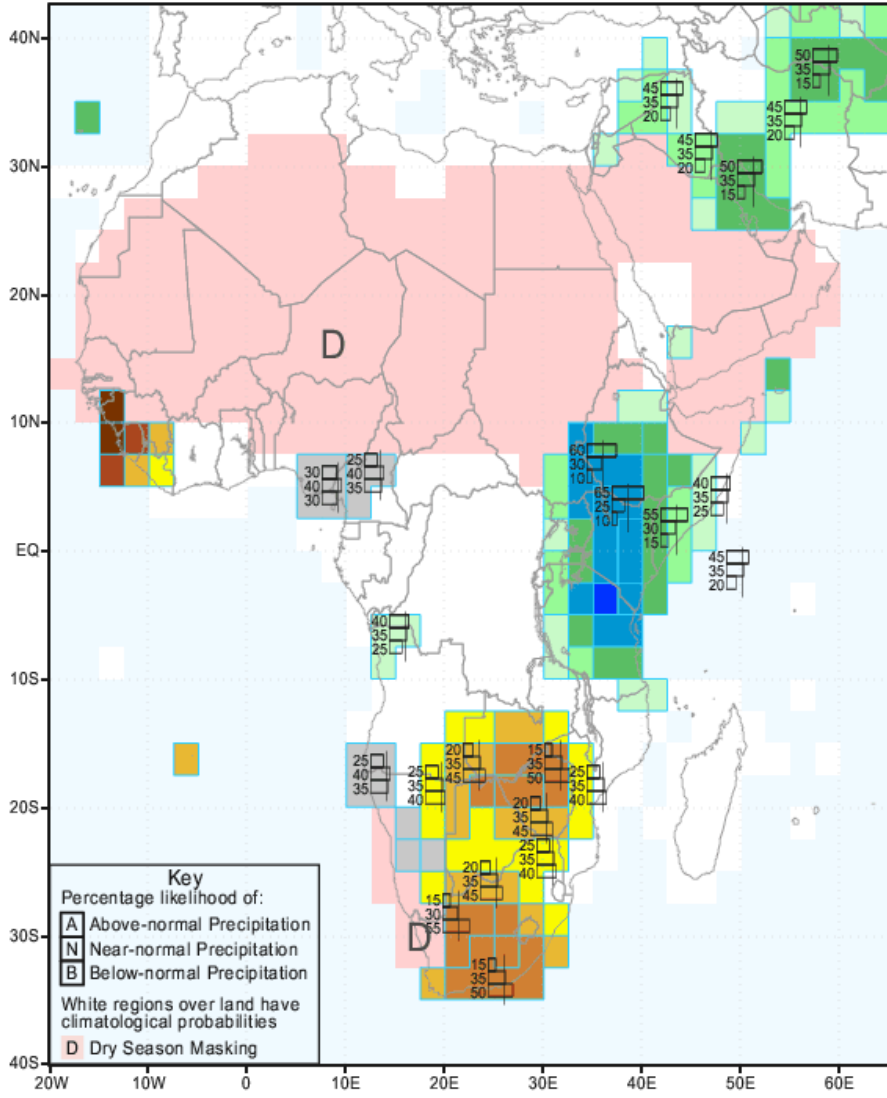 40N
30N
20N
10N
EQ
10S
20S
30S
40S
20W
10W
0
10E
20E
30E
40E
50E
60E
50
35
15
45
35
20
45
35
20
45
35
20
50
35
15
D
25
40
35
30
40
30
60
30
10
65
25
10
55
30
15
40
35
25
45
35
20
40
35
25
25
40
35
25
35
40
20
35
45
15
35
50
25
35
40
20
35
45
25
35
40
20
35
45
15
30
55
D
15
35
50
Key
Percentage likelihood of:
A Above-normal Precipitation
N Near-normal Precipitation
B Below-normal Precipitation
White regions over land have
climatological probabilities
D Dry Season Masking